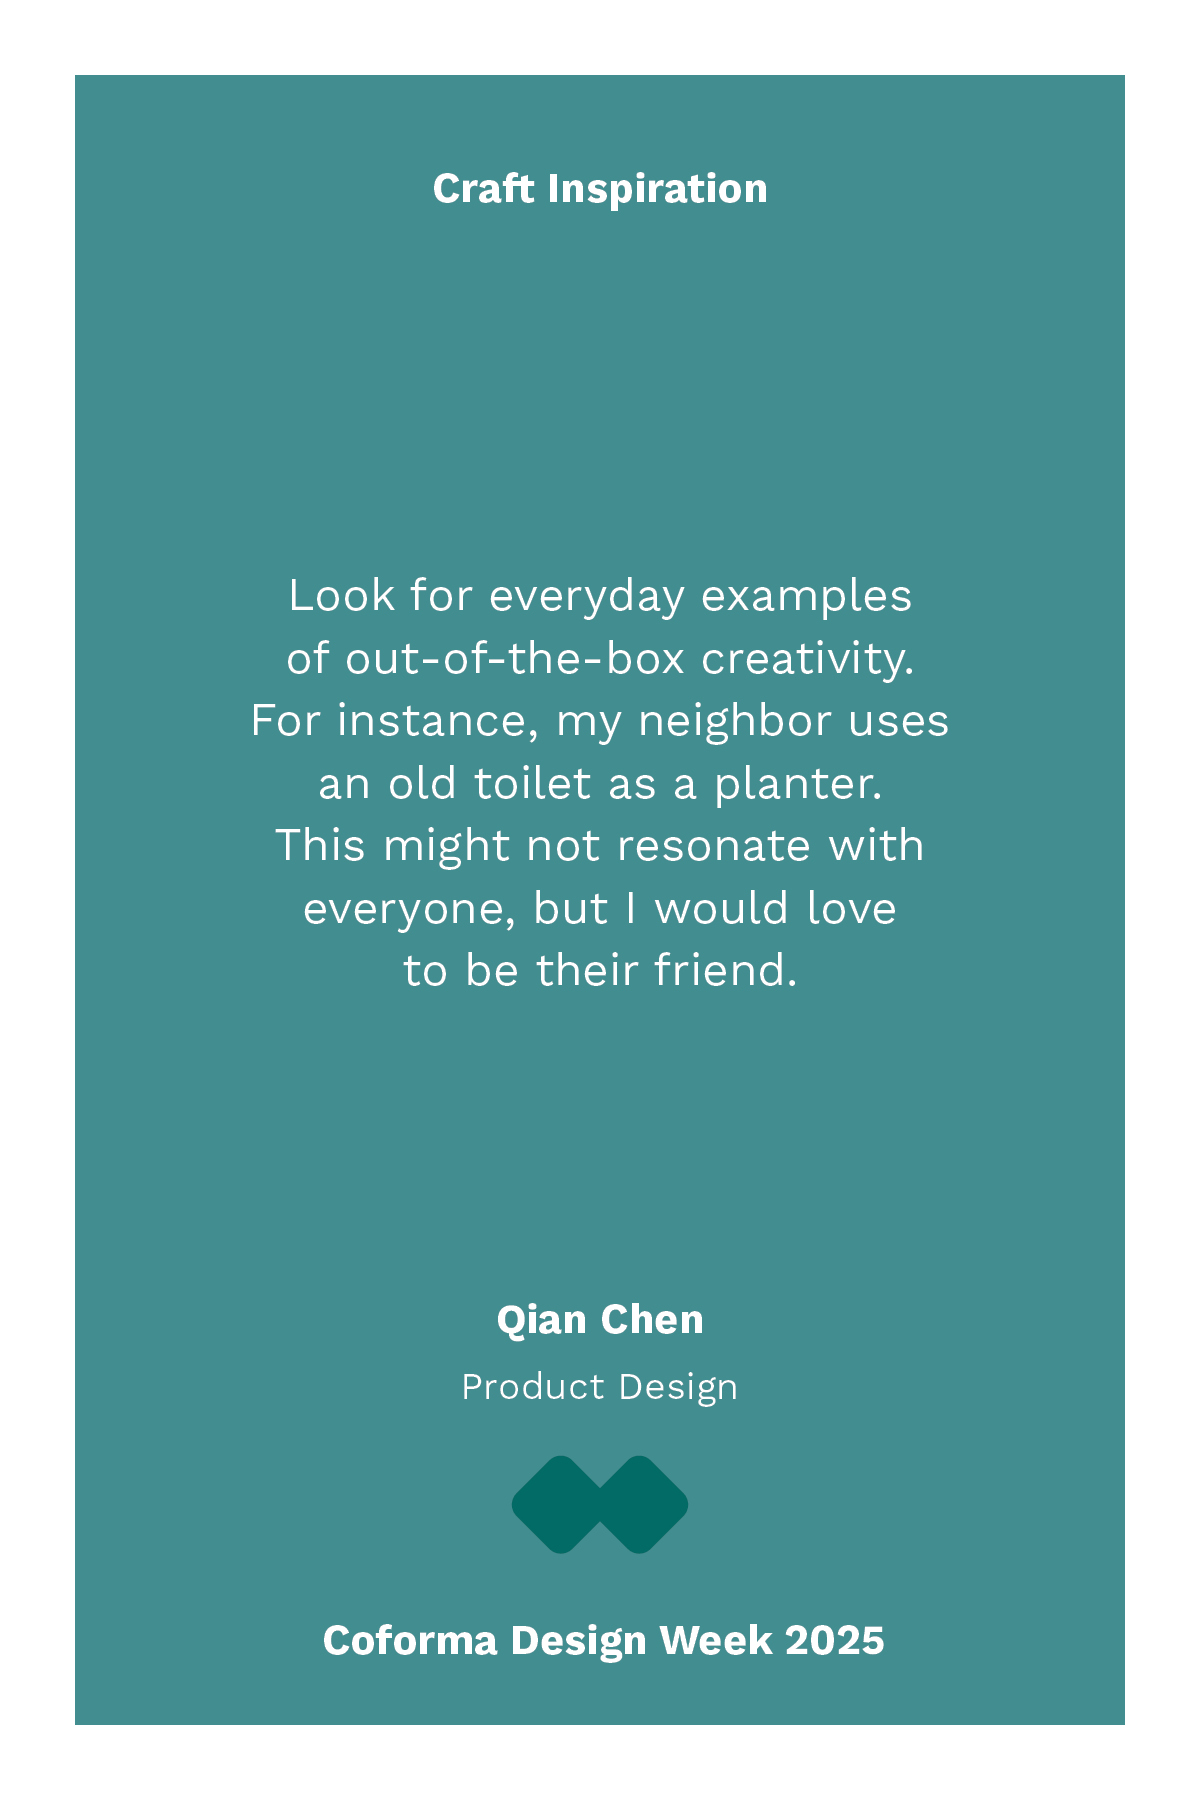 Craft Inspiration
Look for everyday examples
of out-of-the-box creativity.
For instance, my neighbor uses
an old toilet as a planter.
This might not resonate with
everyone, but I would love
to be their friend.
Qian Chen
Product Design
Coforma Design Week 2025